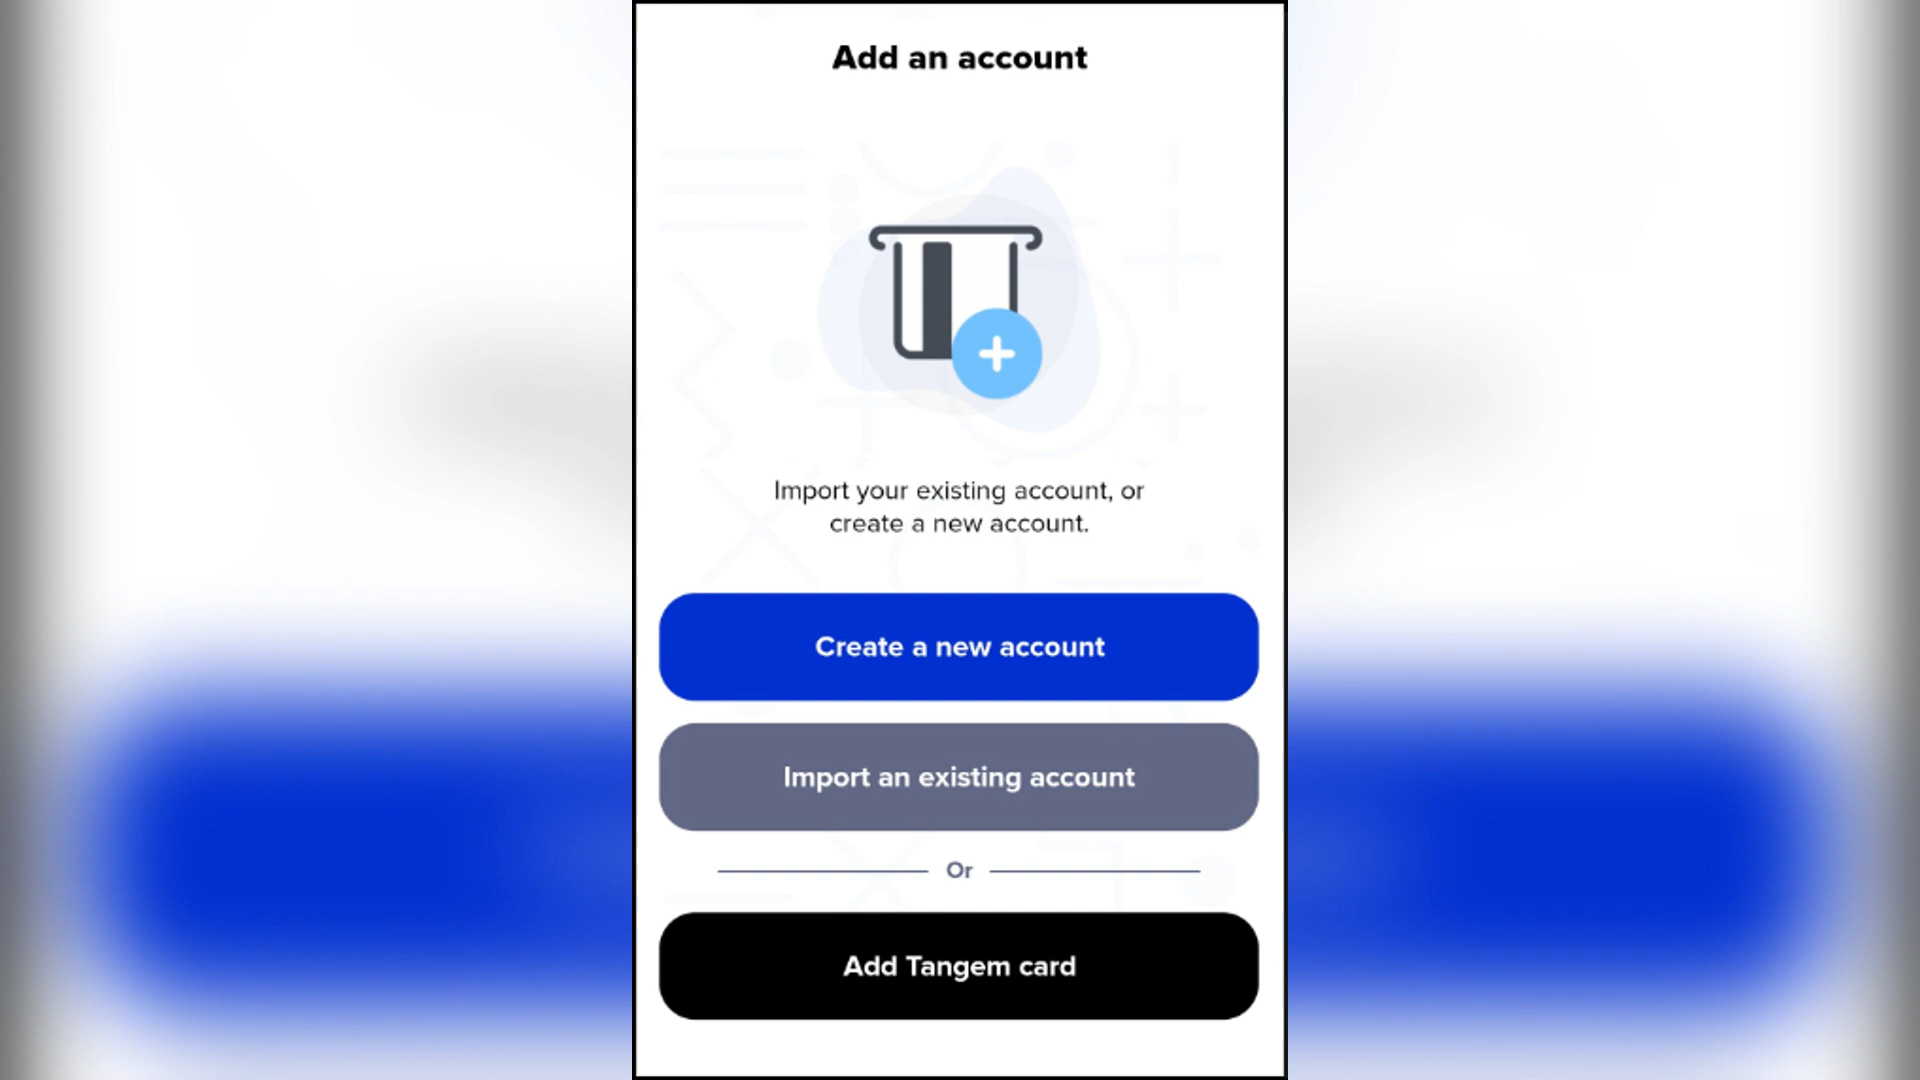 Add an account
Import your existing account, or
create a new account.
Create a new account
Import an existing account
Or
Add Tangem card